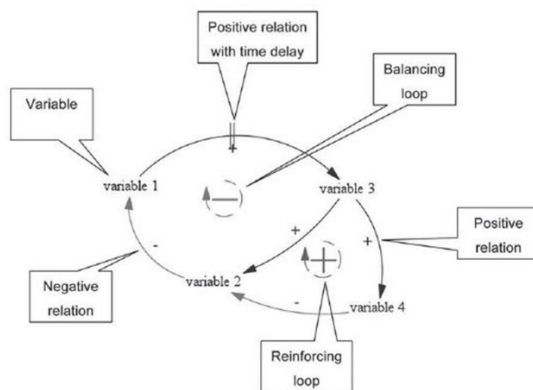 Positive relation
with time delay
Balancing
loop
Variable
+
variable 1
variable 3
+
+
Positive
relation
-
Negative
relation
variable 2
-
variable 4
Reinforcing
loop